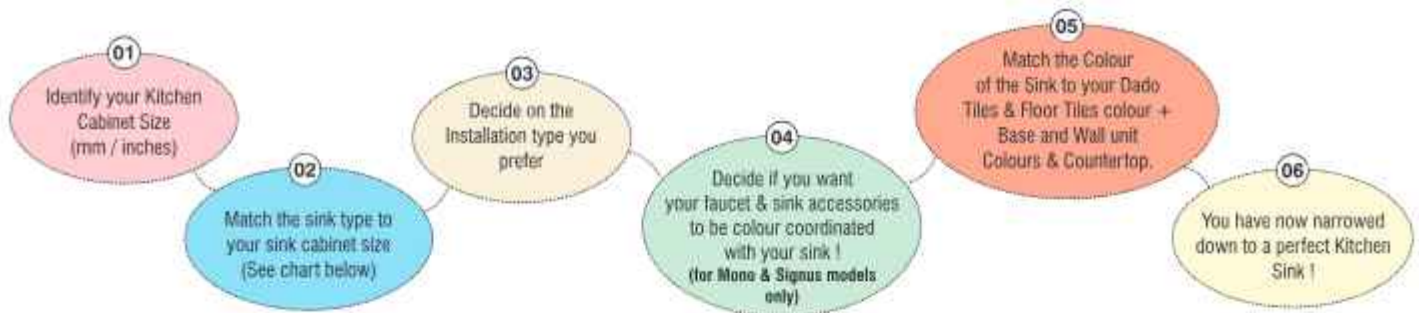 01
Identify your Kitchen
Cabinet Size
(mm / inches)
02
Match the sink type to
your sink cabinet size
(See chart below)
03
Decide on the
Installation type you
prefer
04
Decide if you want
your faucet & sink accessories
to be colour coordinated
with your sink !
(for Mono & Signus models
only)
05
Match the Colour
of the Sink to your Dado
Tiles & Floor Tiles colour +
Base and Wall unit
Colours & Countertop.
06
You have now narrowed
down to a perfect Kitchen
Sink !